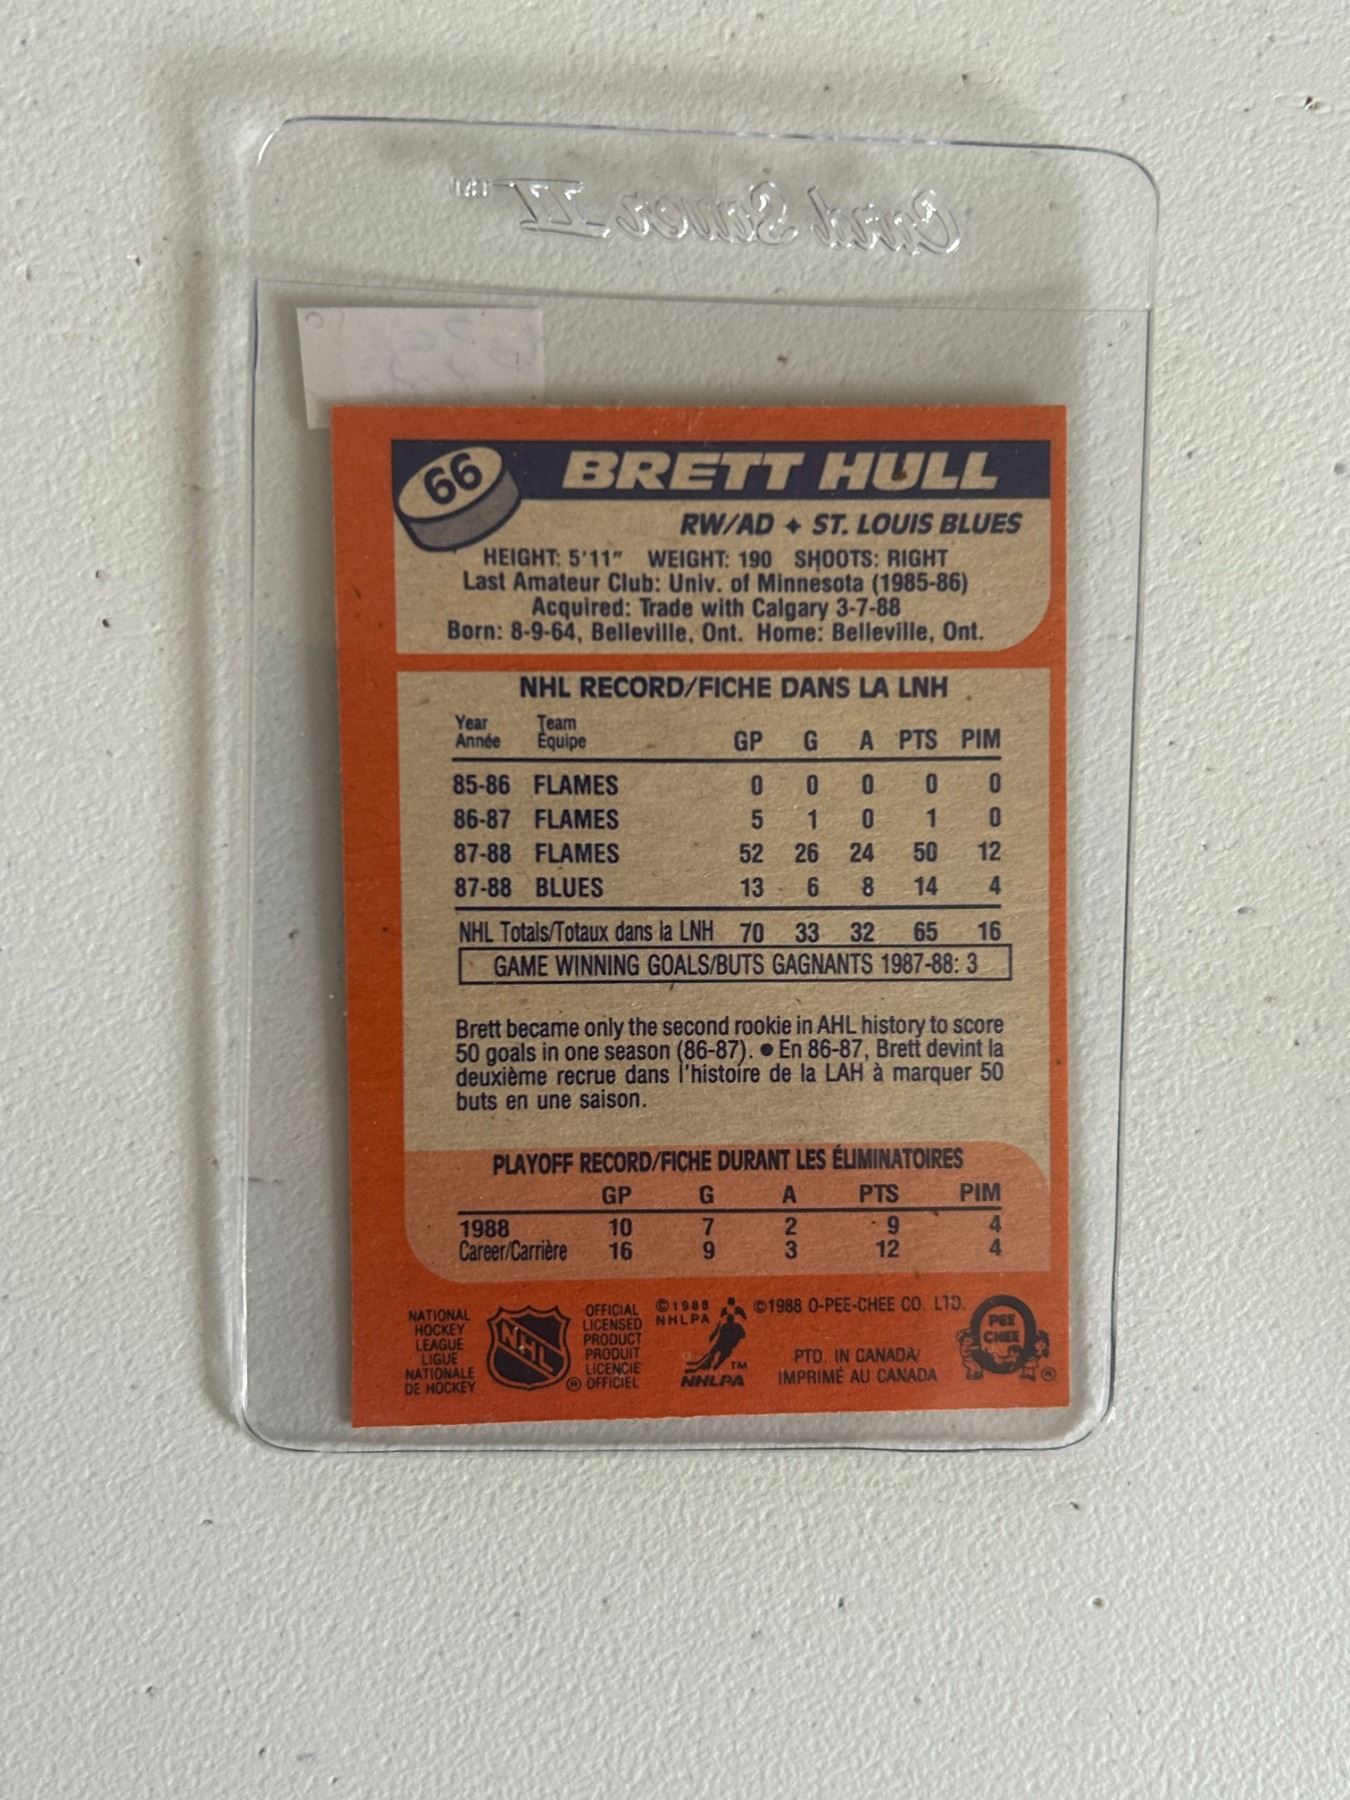 Card Saver II™
66 BRETT HULL
RW/AD ✦ ST. LOUIS BLUES
HEIGHT: 5'11" WEIGHT: 190 SHOOTS: RIGHT
Last Amateur Club: Univ. of Minnesota (1985-86)
Acquired: Trade with Calgary 3-7-88
Born: 8-9-64, Belleville, Ont. Home: Belleville, Ont.
NHL RECORD/FICHE DANS LA LNH
Year Team
Année Équipe GP G A PTS PIM
85-86 FLAMES 0 0 0 0 0
86-87 FLAMES 5 1 0 1 0
87-88 FLAMES 52 26 24 50 12
87-88 BLUES 13 6 8 14 4
NHL Totals/Totaux dans la LNH 70 33 32 65 16
GAME WINNING GOALS/BUTS GAGNANTS 1987-88: 3
Brett became only the second rookie in AHL history to score
50 goals in one season (86-87). ● En 86-87, Brett devint la
deuxième recrue dans l'histoire de la LAH à marquer 50
buts en une saison.
PLAYOFF RECORD/FICHE DURANT LES ÉLIMINATOIRES
GP G A PTS PIM
1988 10 7 2 9 4
Career/Carrière 16 9 3 12 4
NATIONAL
HOCKEY
LEAGUE
LIGUE
NATIONALE
DE HOCKEY
NHL
®
OFFICIAL
LICENSED
PRODUCT
PRODUIT
LICENCIÉ
OFFICIEL
©1988
NHLPA
™
NHLPA
©1988 O-PEE-CHEE CO. LTD.
PTD. IN CANADA/
IMPRIMÉ AU CANADA
PEE
CHEE
®